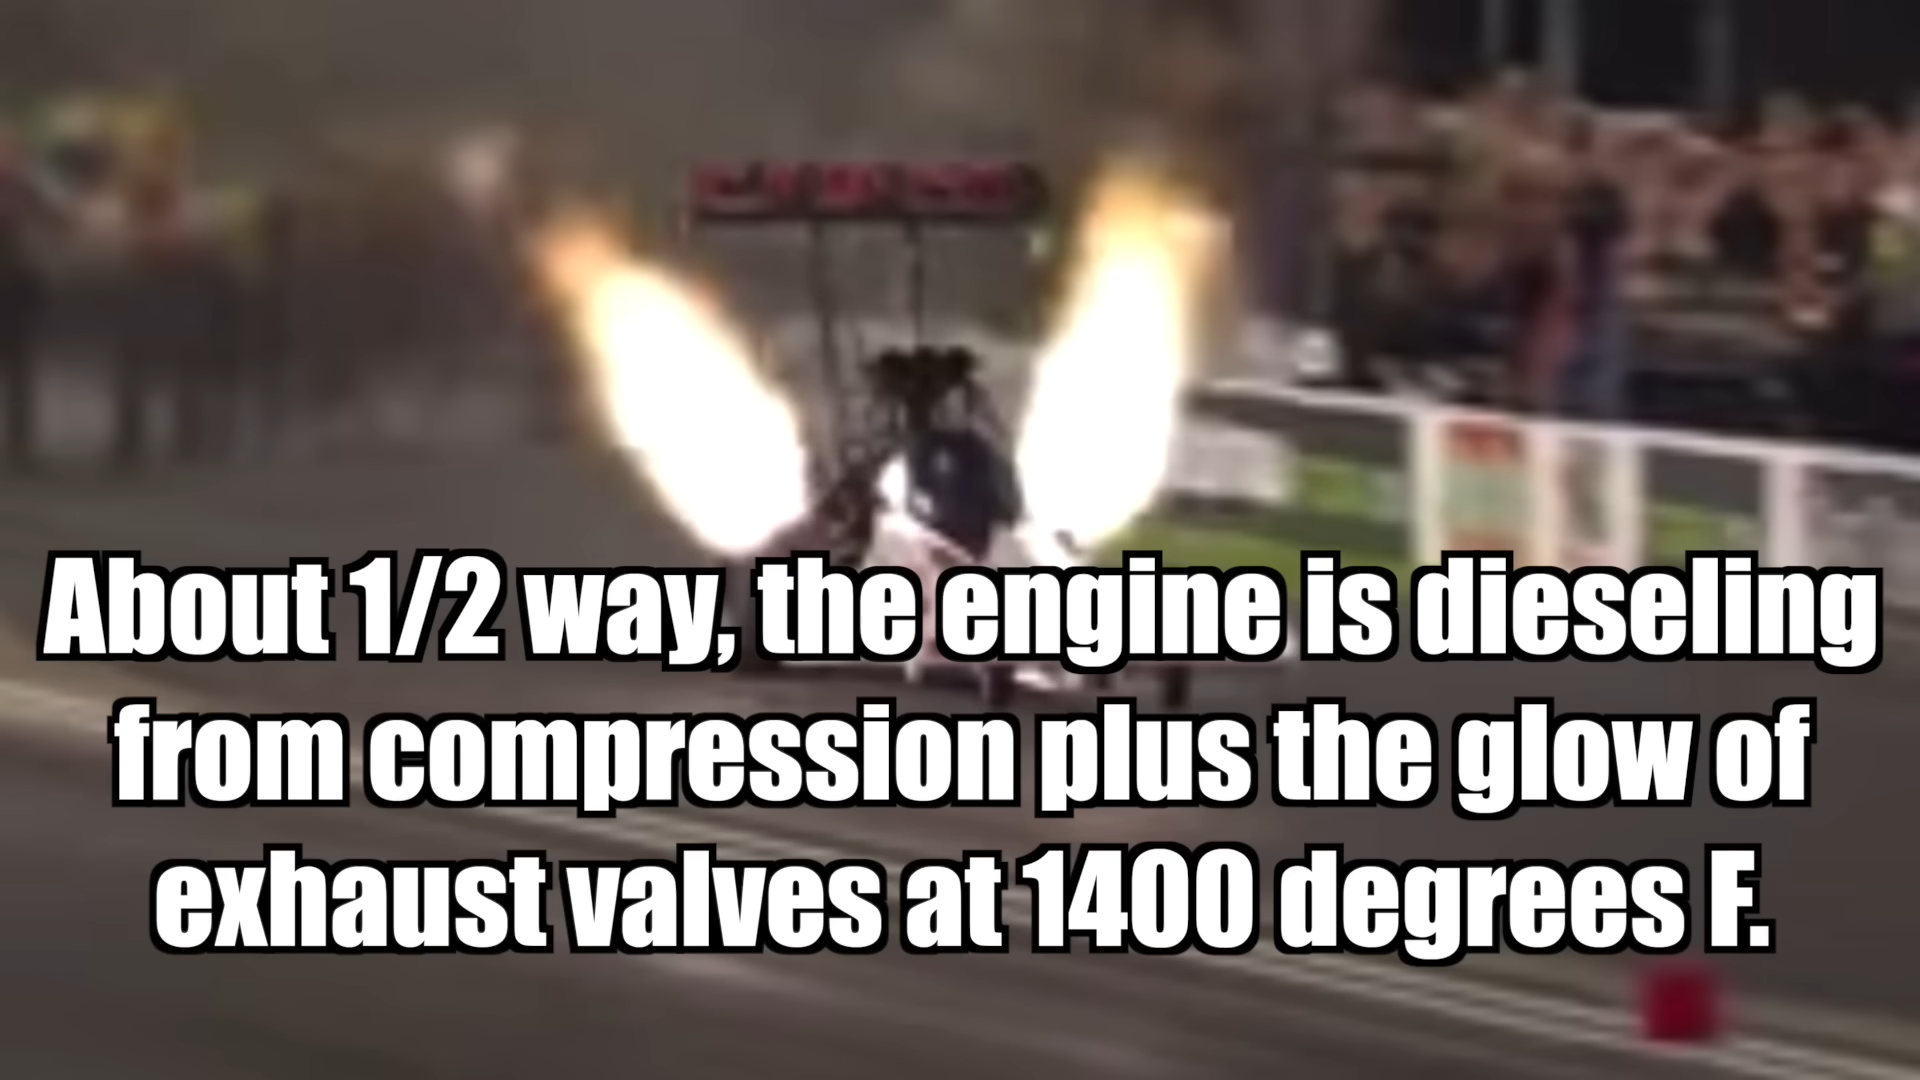 About 1/2 way, the engine is dieseling
from compression plus the glow of
exhaust valves at 1400 degrees F.